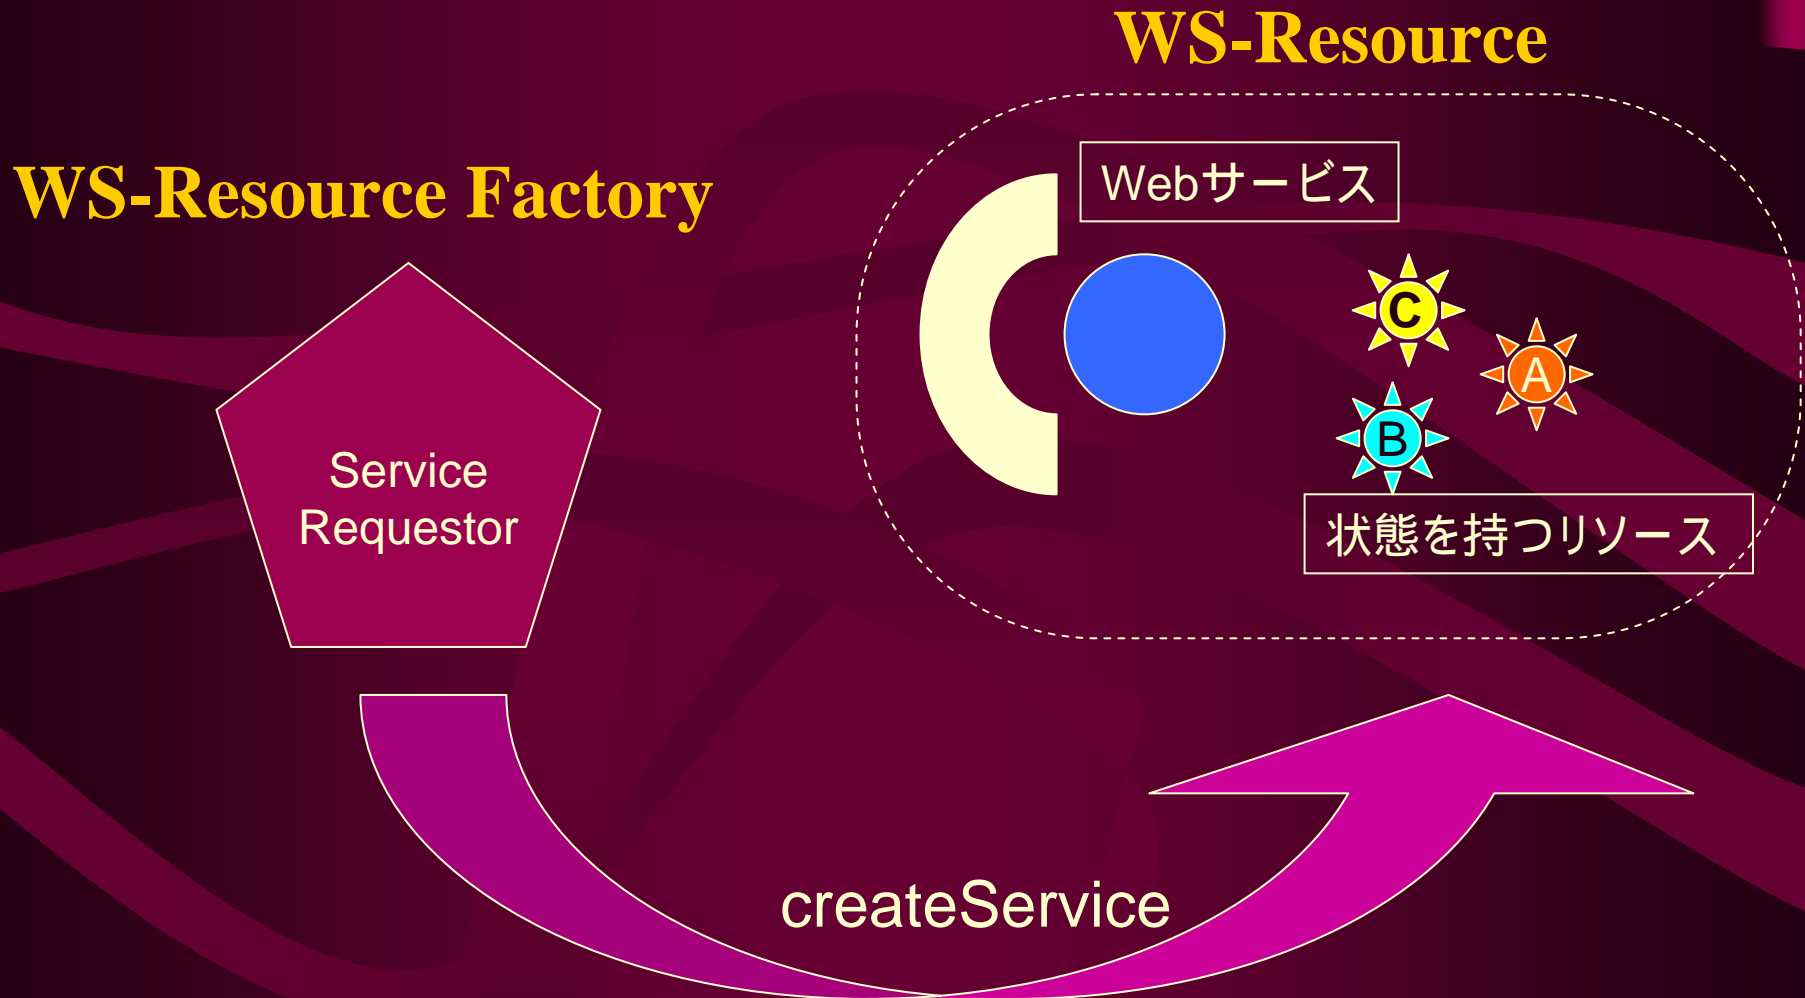 WS-Resource
WS-Resource Factory
Webサービス
C
A
B
Service
Requestor
状態を持つリソース
createService